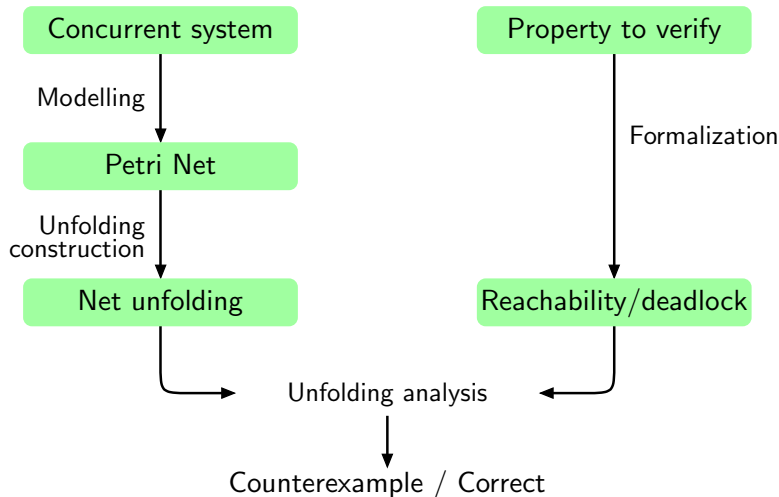 Concurrent system
Property to verify
Modelling
Formalization
Petri Net
Unfolding
construction
Net unfolding
Reachability/deadlock
Unfolding analysis
Counterexample / Correct